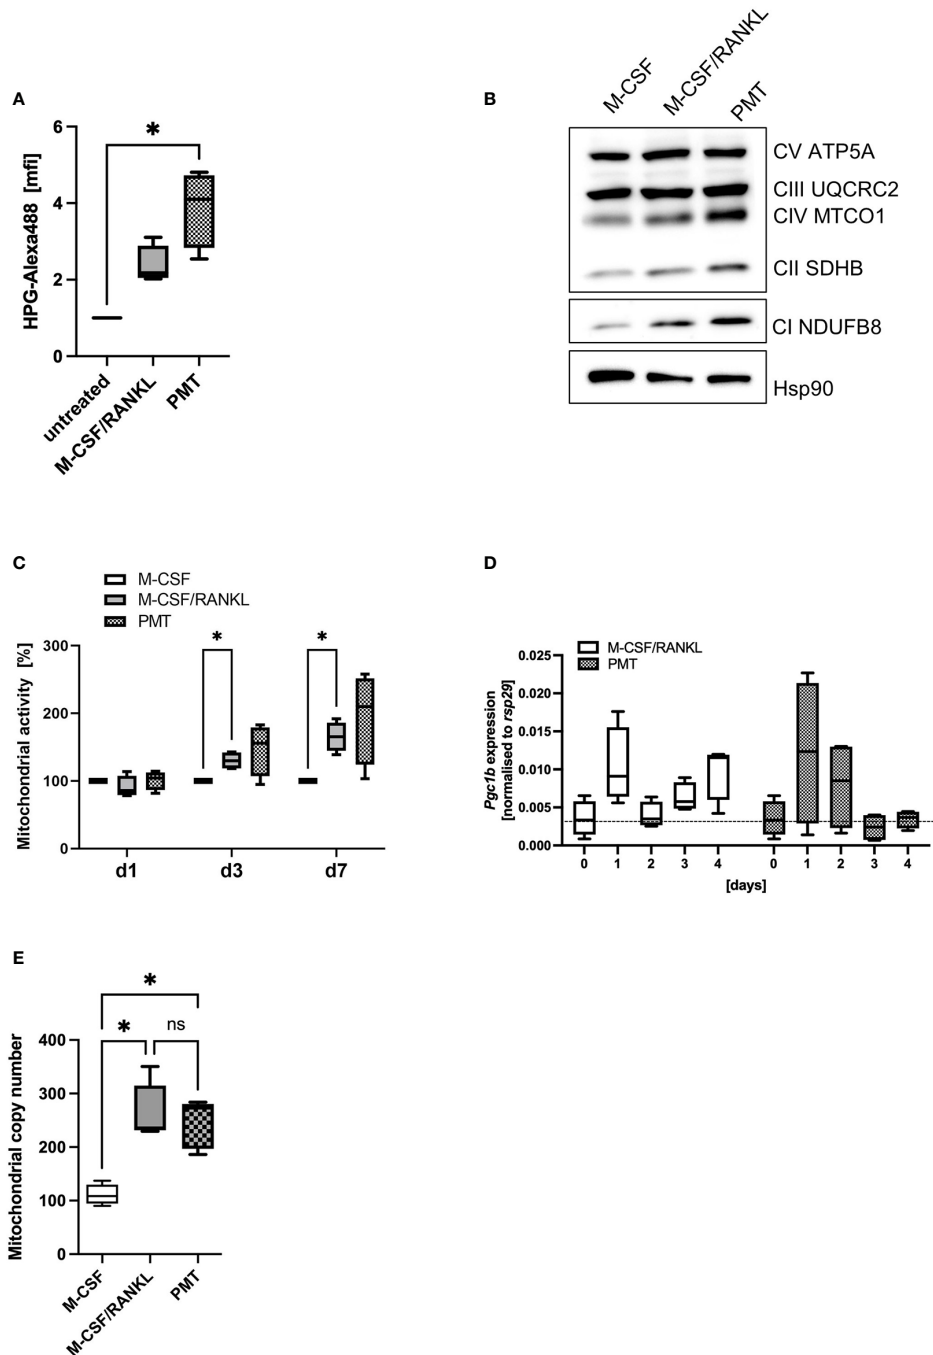 A
HPG-Alexa488 [mfi]
6
4
2
0
*
untreated
M-CSF/RANKL
PMT
B
M-CSF
M-CSF/RANKL
PMT
CV ATP5A
CIII UQCRC2
CIV MTCO1
CII SDHB
CI NDUFB8
Hsp90
C
M-CSF
M-CSF/RANKL
PMT
Mitochondrial activity [%]
300
200
100
0
*
*
d1
d3
d7
D
M-CSF/RANKL
PMT
Pgc1b expression
[normalised to rsp29]
0.025
0.020
0.015
0.010
0.005
0.000
0 1 2 3 4 0 1 2 3 4
[days]
E
Mitochondrial copy number
*
* ns
400
300
200
100
0
M-CSF
M-CSF/RANKL
PMT